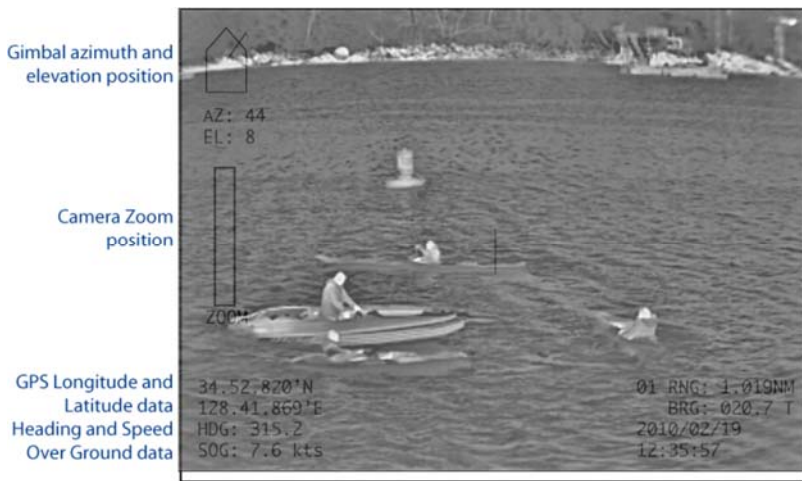 Gimbal azimuth and
elevation position
AZ: 44
EL: 8
Camera Zoom
position
ZOOM
GPS Longitude and
Latitude data
Heading and Speed
Over Ground data
34.52.820'N
128.41.869'E
HDG: 315.2
SOG: 7.6 kts
01 RNG: 1.019NM
BRG: 020.7 T
2010/02/19
12:35:57